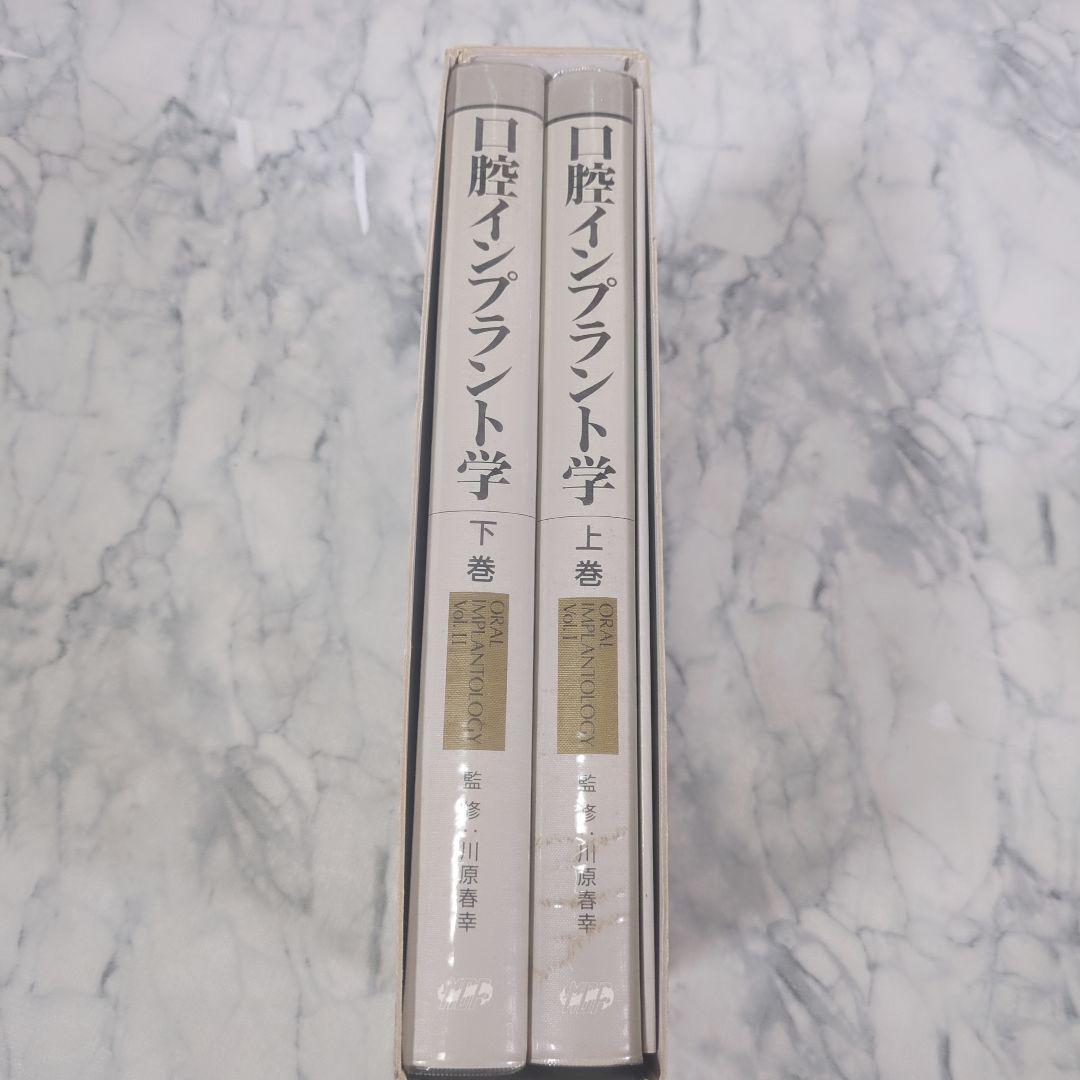 口腔インプラント学
上巻
ORAL
IMPLANTOLOGY
Vol. I
監修:川原春幸
口腔インプラント学
下巻
ORAL
IMPLANTOLOGY
Vol. II
監修:川原春幸